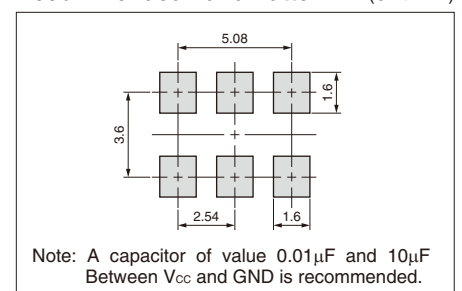 5.08
1.6
3.6
2.54
1.6
Note: A capacitor of value 0.01μF and 10μF
Between Vcc and GND is recommended.